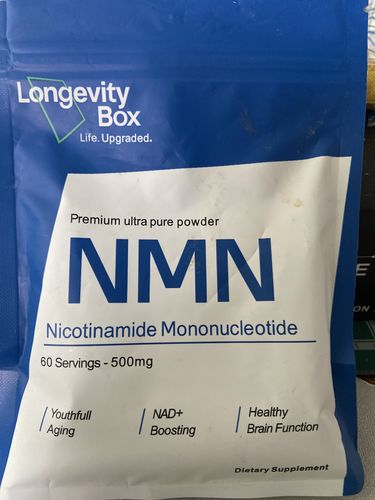 Longevity
Box
Life. Upgraded.
Premium ultra pure powder
NMN
Nicotinamide Mononucleotide
60 Servings - 500mg
Youthfull
Aging
NAD+
Boosting
Healthy
Brain Function
Dietary Supplement